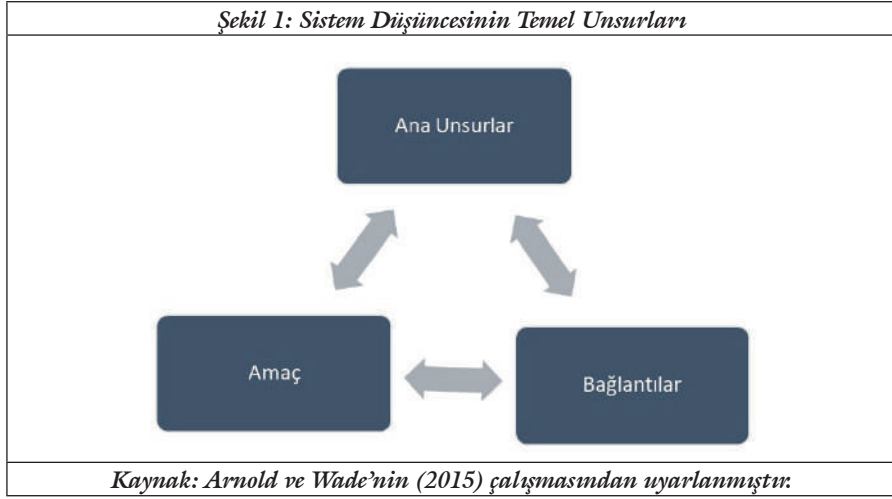 Şekil 1: Sistem Düşüncesinin Temel Unsurları
Ana Unsurlar
Amaç
Bağlantılar
Kaynak: Arnold ve Wade’nin (2015) çalışmasından uyarlanmıştır.